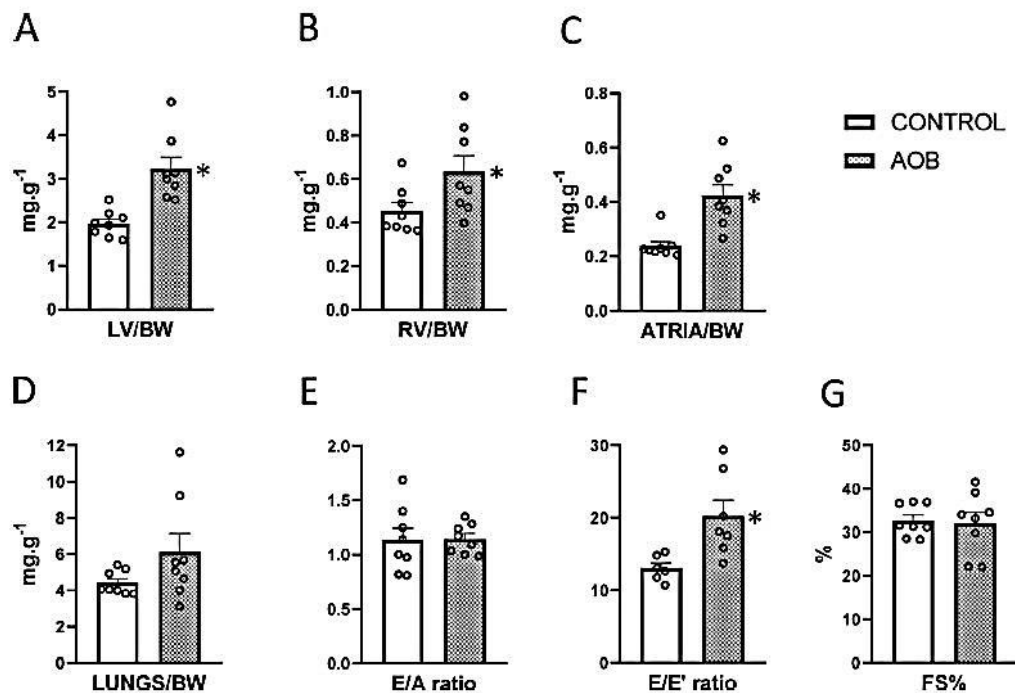 A
B
C
5
4
3
2
1
0
mg.g-1
*
LV/BW
1.0
0.8
0.6
0.4
0.2
0.0
mg.g-1
*
RV/BW
0.8
0.6
0.4
0.2
0.0
mg.g-1
*
ATRIA/BW
CONTROL
AOB
D
E
F
G
12
10
8
6
4
2
0
mg.g-1
LUNGS/BW
2.0
1.5
1.0
0.5
0.0
E/A ratio
30
20
10
0
*
E/E' ratio
50
40
30
20
10
0
%
FS%